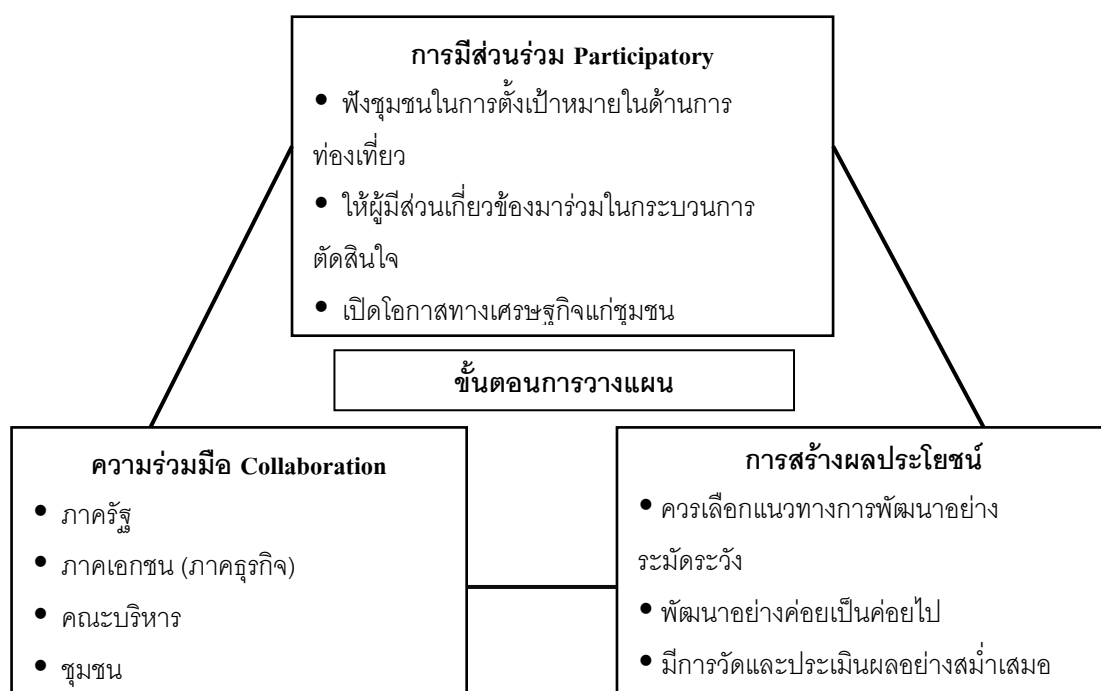 การมีส่วนร่วม Participatory
● ฟังชุมชนในการตั้งเป้าหมายในด้านการ
ท่องเที่ยว
● ให้ผู้มีส่วนเกี่ยวข้องมาร่วมในกระบวนการ
ตัดสินใจ
● เปิดโอกาสทางเศรษฐกิจแก่ชุมชน
ขั้นตอนการวางแผน
ความร่วมมือ Collaboration
● ภาครัฐ
● ภาคเอกชน (ภาคธุรกิจ)
● คณะบริหาร
● ชุมชน
การสร้างผลประโยชน์
● ควรเลือกแนวทางการพัฒนาอย่าง
ระมัดระวัง
● พัฒนาอย่างค่อยเป็นค่อยไป
● มีการวัดและประเมินผลอย่างสม่ำเสมอ